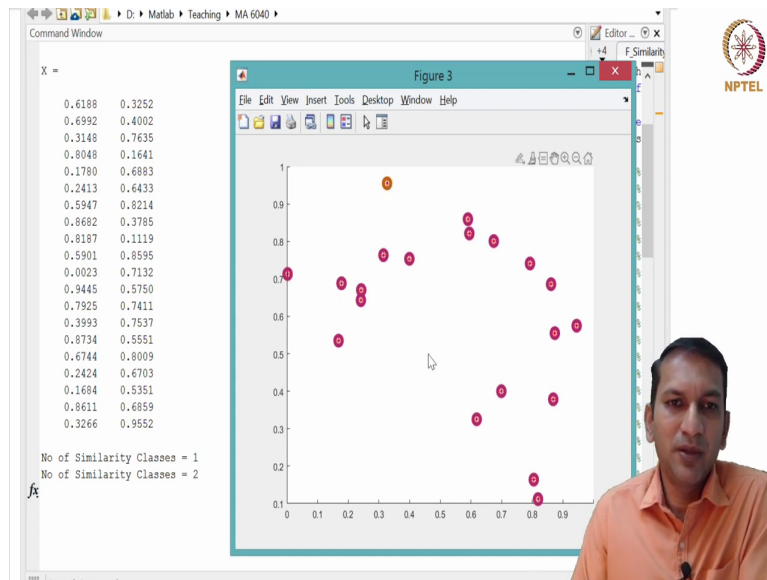 D: ▸ Matlab ▸ Teaching ▸ MA 6040 ▸
Command Window
Editor ...
+4 F_Similarity
NPTEL
X =
0.6188 0.3252
0.6992 0.4002
0.3148 0.7635
0.8048 0.1641
0.1780 0.6883
0.2413 0.6433
0.5947 0.8214
0.8682 0.3785
0.8187 0.1119
0.5901 0.8595
0.0023 0.7132
0.9445 0.5750
0.7925 0.7411
0.3993 0.7537
0.8734 0.5551
0.6744 0.8009
0.2424 0.6703
0.1684 0.5351
0.8611 0.6859
0.3266 0.9552
No of Similarity Classes = 1
No of Similarity Classes = 2
fx
Figure 3
File Edit View Insert Tools Desktop Window Help
1
0.9
0.8
0.7
0.6
0.5
0.4
0.3
0.2
0.1
0 0.1 0.2 0.3 0.4 0.5 0.6 0.7 0.8 0.9